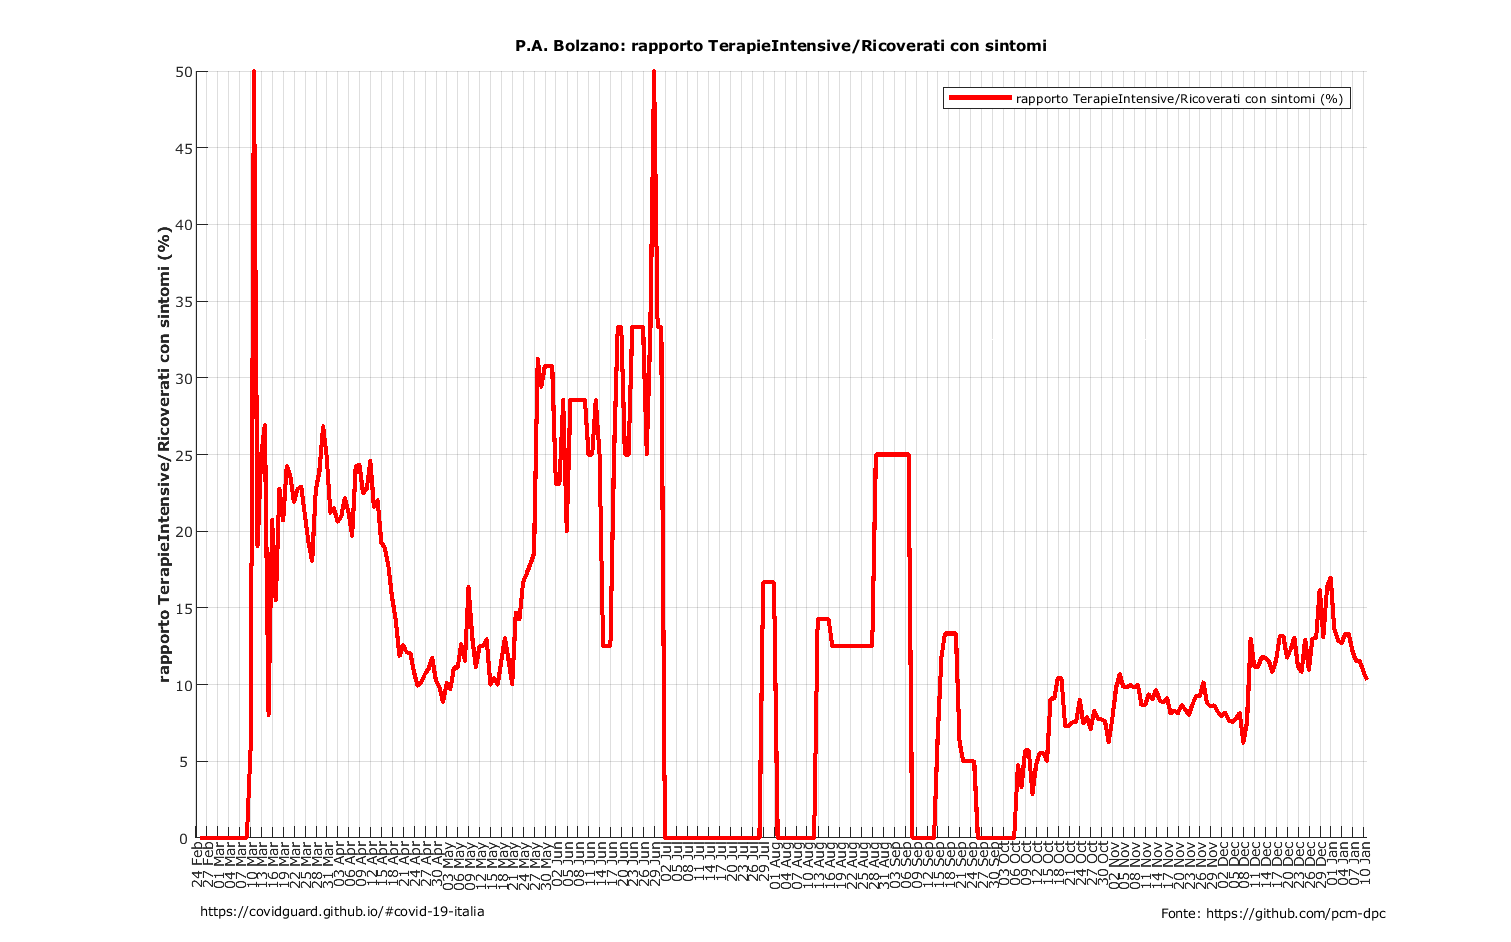 P.A. Bolzano: rapporto TerapieIntensive/Ricoverati con sintomi
rapporto TerapieIntensive/Ricoverati con sintomi (%)
rapporto TerapieIntensive/Ricoverati con sintomi (%)
50
45
40
35
30
25
20
15
10
5
0
24 Feb
27 Feb
01 Mar
04 Mar
07 Mar
10 Mar
13 Mar
16 Mar
19 Mar
22 Mar
25 Mar
28 Mar
31 Mar
03 Apr
06 Apr
09 Apr
12 Apr
15 Apr
18 Apr
21 Apr
24 Apr
27 Apr
30 Apr
03 May
06 May
09 May
12 May
15 May
18 May
21 May
24 May
27 May
30 May
02 Jun
05 Jun
08 Jun
11 Jun
14 Jun
17 Jun
20 Jun
23 Jun
26 Jun
29 Jun
02 Jul
05 Jul
08 Jul
11 Jul
14 Jul
17 Jul
20 Jul
23 Jul
26 Jul
29 Jul
01 Aug
04 Aug
07 Aug
10 Aug
13 Aug
16 Aug
19 Aug
22 Aug
25 Aug
28 Aug
31 Aug
03 Sep
06 Sep
09 Sep
12 Sep
15 Sep
18 Sep
21 Sep
24 Sep
27 Sep
30 Sep
03 Oct
06 Oct
09 Oct
12 Oct
15 Oct
18 Oct
21 Oct
24 Oct
27 Oct
30 Oct
02 Nov
05 Nov
08 Nov
11 Nov
14 Nov
17 Nov
20 Nov
23 Nov
26 Nov
29 Nov
02 Dec
05 Dec
08 Dec
11 Dec
14 Dec
17 Dec
20 Dec
23 Dec
26 Dec
29 Dec
01 Jan
04 Jan
07 Jan
10 Jan
https://covidguard.github.io/#covid-19-italia
Fonte: https://github.com/pcm-dpc